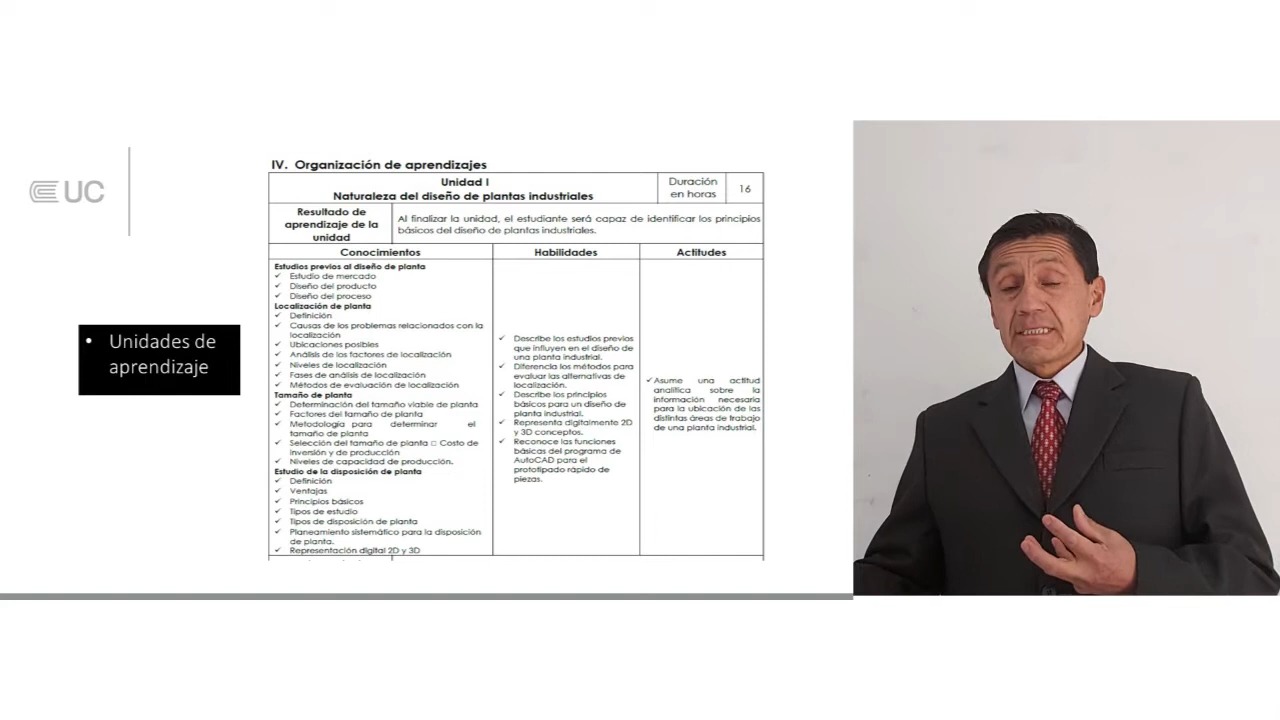 UC
• Unidades de
aprendizaje
IV. Organización de aprendizajes
Unidad I
Naturaleza del diseño de plantas industriales
Duración
en horas
16
Resultado de
aprendizaje de la
unidad
Al finalizar la unidad, el estudiante será capaz de identificar los principios
básicos del diseño de plantas industriales.
Conocimientos
Habilidades
Actitudes
Estudios previos al diseño de planta
✓ Estudio de mercado
✓ Diseño del producto
✓ Diseño del proceso
Localización de planta
✓ Definición
✓ Causas de los problemas relacionados con la
localización
✓ Ubicaciones posibles
✓ Análisis de los factores de localización
✓ Niveles de localización
✓ Fases de análisis de localización
✓ Métodos de evaluación de localización
Tamaño de planta
✓ Determinación del tamaño viable de planta
✓ Factores del tamaño de planta
✓ Metodología para determinar el
tamaño de planta
✓ Selección del tamaño de planta □ Costo de
inversión y de producción
✓ Niveles de capacidad de producción.
Estudio de la disposición de planta
✓ Definición
✓ Ventajas
✓ Principios básicos
✓ Tipos de estudio
✓ Tipos de disposición de planta
✓ Planeamiento sistemático para la disposición
de planta.
✓ Representación digital 2D y 3D
✓ Describe los estudios previos
que influyen en el diseño de
una planta industrial.
✓ Diferencia los métodos para
evaluar las alternativas de
localización.
✓ Describe los principios
básicos para un diseño de
planta industrial.
✓ Representa digitalmente 2D
y 3D conceptos.
✓ Reconoce las funciones
básicas del programa de
AutoCAD para el
prototipado rápido de
piezas.
✓ Asume una actitud
analítica sobre la
información necesaria
para la ubicación de las
distintas áreas de trabajo
de una planta industrial.